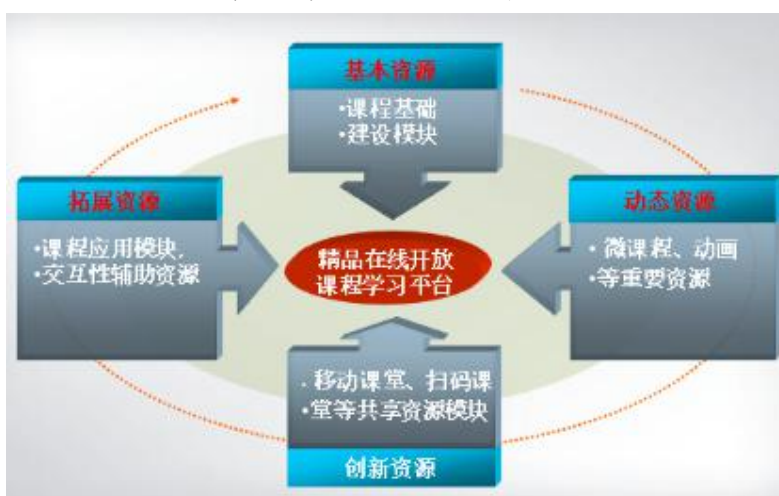 基本资源
•课程基础
•建设模块
拓展资源
•课程应用模块.
•交互性辅助资源
动态资源
• 微课程、动画
•等重要资源
精品在线开放
课程学习平台
. 移动课堂、扫码课
•堂等共享资源模块
创新资源